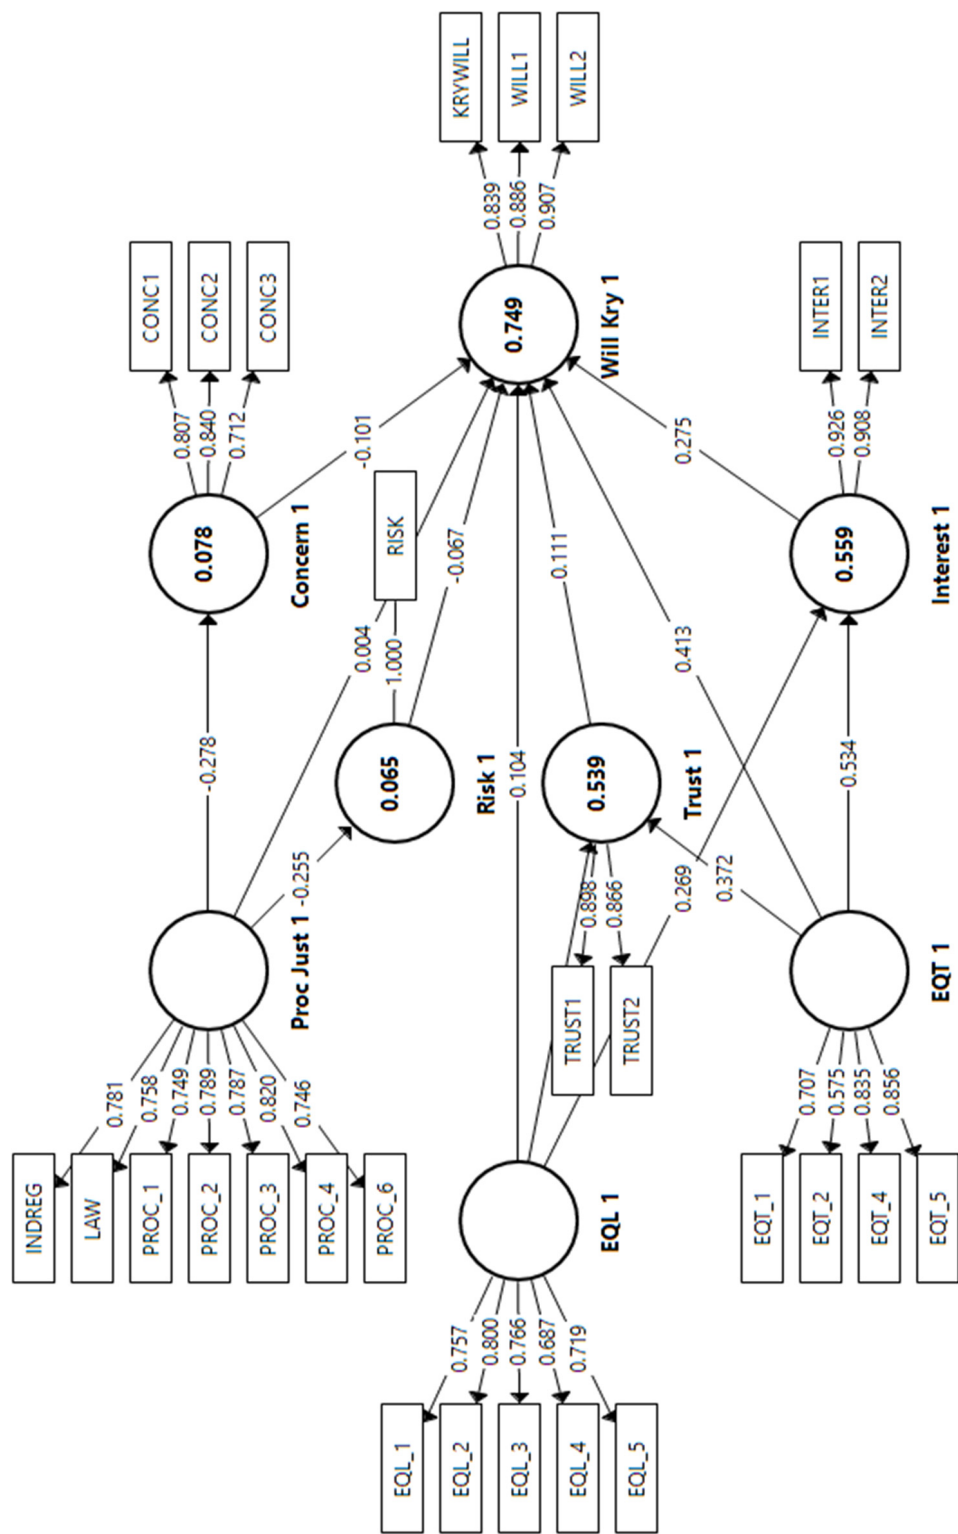 INDREG
LAW
PROC_1
PROC_2
PROC_3
PROC_4
PROC_6
0.781
0.758
0.749
0.789
0.787
0.820
0.746
Proc Just 1
-0.278
0.004
-0.255
CONC1
CONC2
CONC3
0.807
0.840
0.712
0.078
Concern 1
-0.101
RISK
1.000
0.065
Risk 1
-0.067
EQL_1
EQL_2
EQL_3
EQL_4
EQL_5
0.757
0.800
0.766
0.687
0.719
EQL 1
0.104
TRUST1
TRUST2
0.898
0.866
0.539
Trust 1
0.111
0.269
0.372
0.413
KRYWILL
WILL1
WILL2
0.839
0.886
0.907
0.749
Will Kry 1
EQT_1
EQT_2
EQT_4
EQT_5
0.707
0.575
0.835
0.856
EQT 1
0.534
0.275
INTER1
INTER2
0.926
0.908
0.559
Interest 1